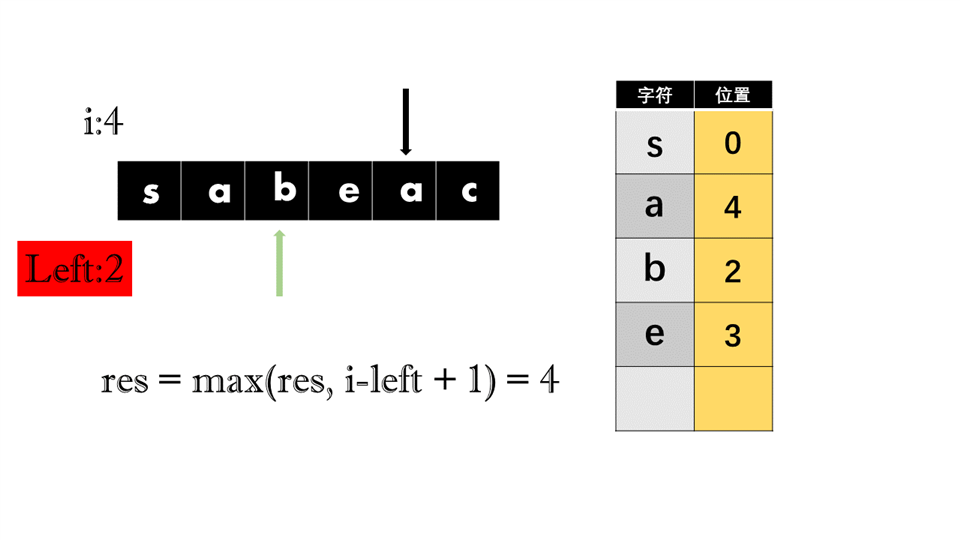 i:4
s a b e a c
Left:2
res = max(res, i-left + 1) = 4
字符 位置
s 0
a 4
b 2
e 3